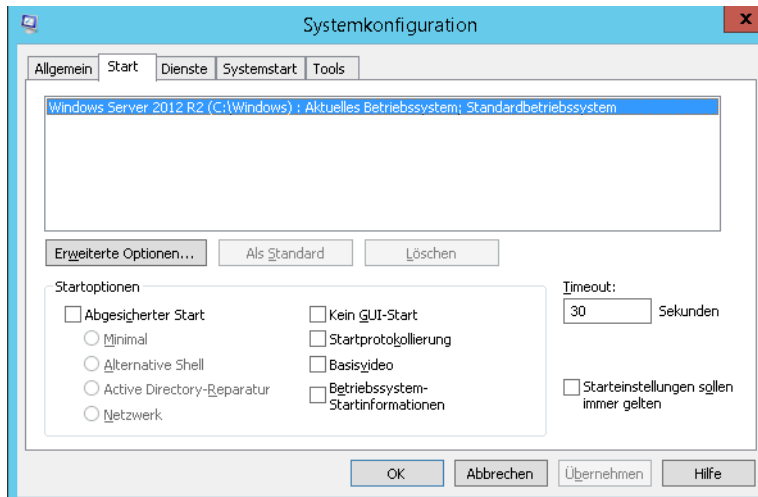 Systemkonfiguration
x
Allgemein Start Dienste Systemstart Tools
Windows Server 2012 R2 (C:\Windows) : Aktuelles Betriebssystem; Standardbetriebssystem
Erweiterte Optionen... Als Standard Löschen
Startoptionen
Abgesicherter Start
Minimal
Alternative Shell
Active Directory-Reparatur
Netzwerk
Kein GUI-Start
Startprotokollierung
Basisvideo
Betriebssystem-
Startinformationen
Timeout:
30 Sekunden
Starteinstellungen sollen
immer gelten
OK Abbrechen Übernehmen Hilfe